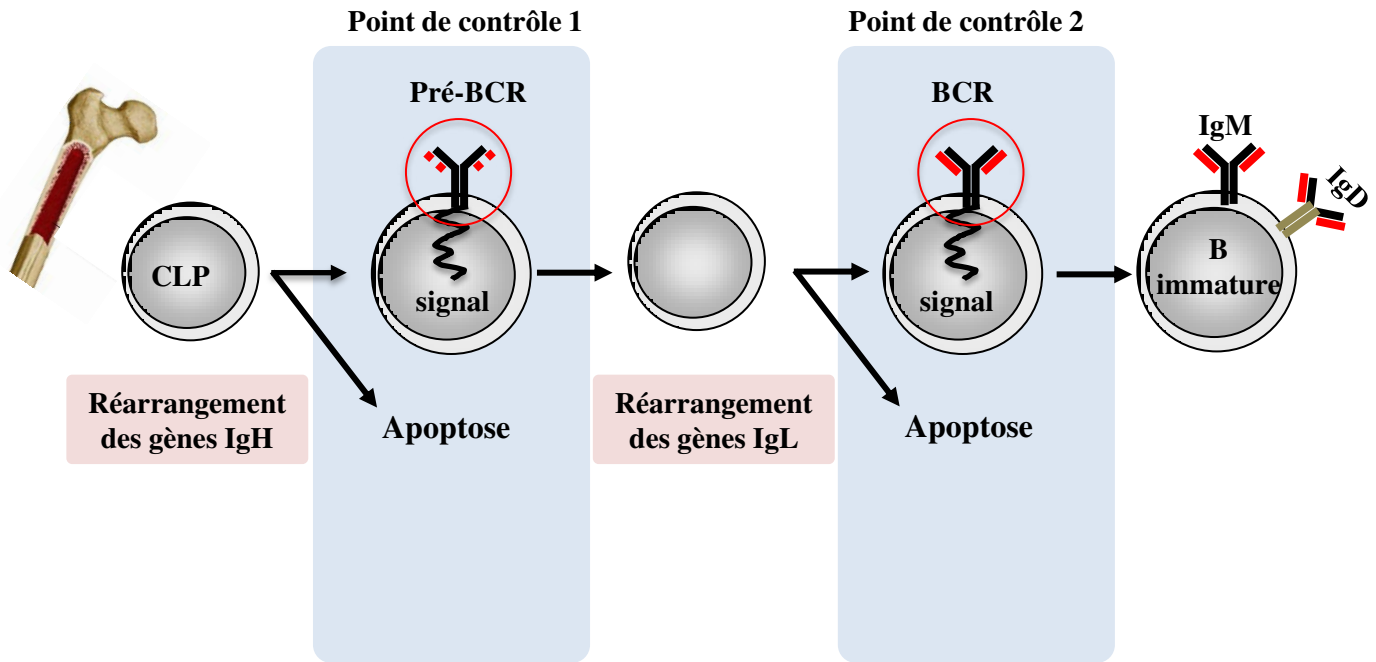 Point de contrôle 1
Point de contrôle 2
Pré-BCR
BCR
IgM
IgD
CLP
signal
signal
B
immature
Réarrangement
des gènes IgH
Apoptose
Réarrangement
des gènes IgL
Apoptose